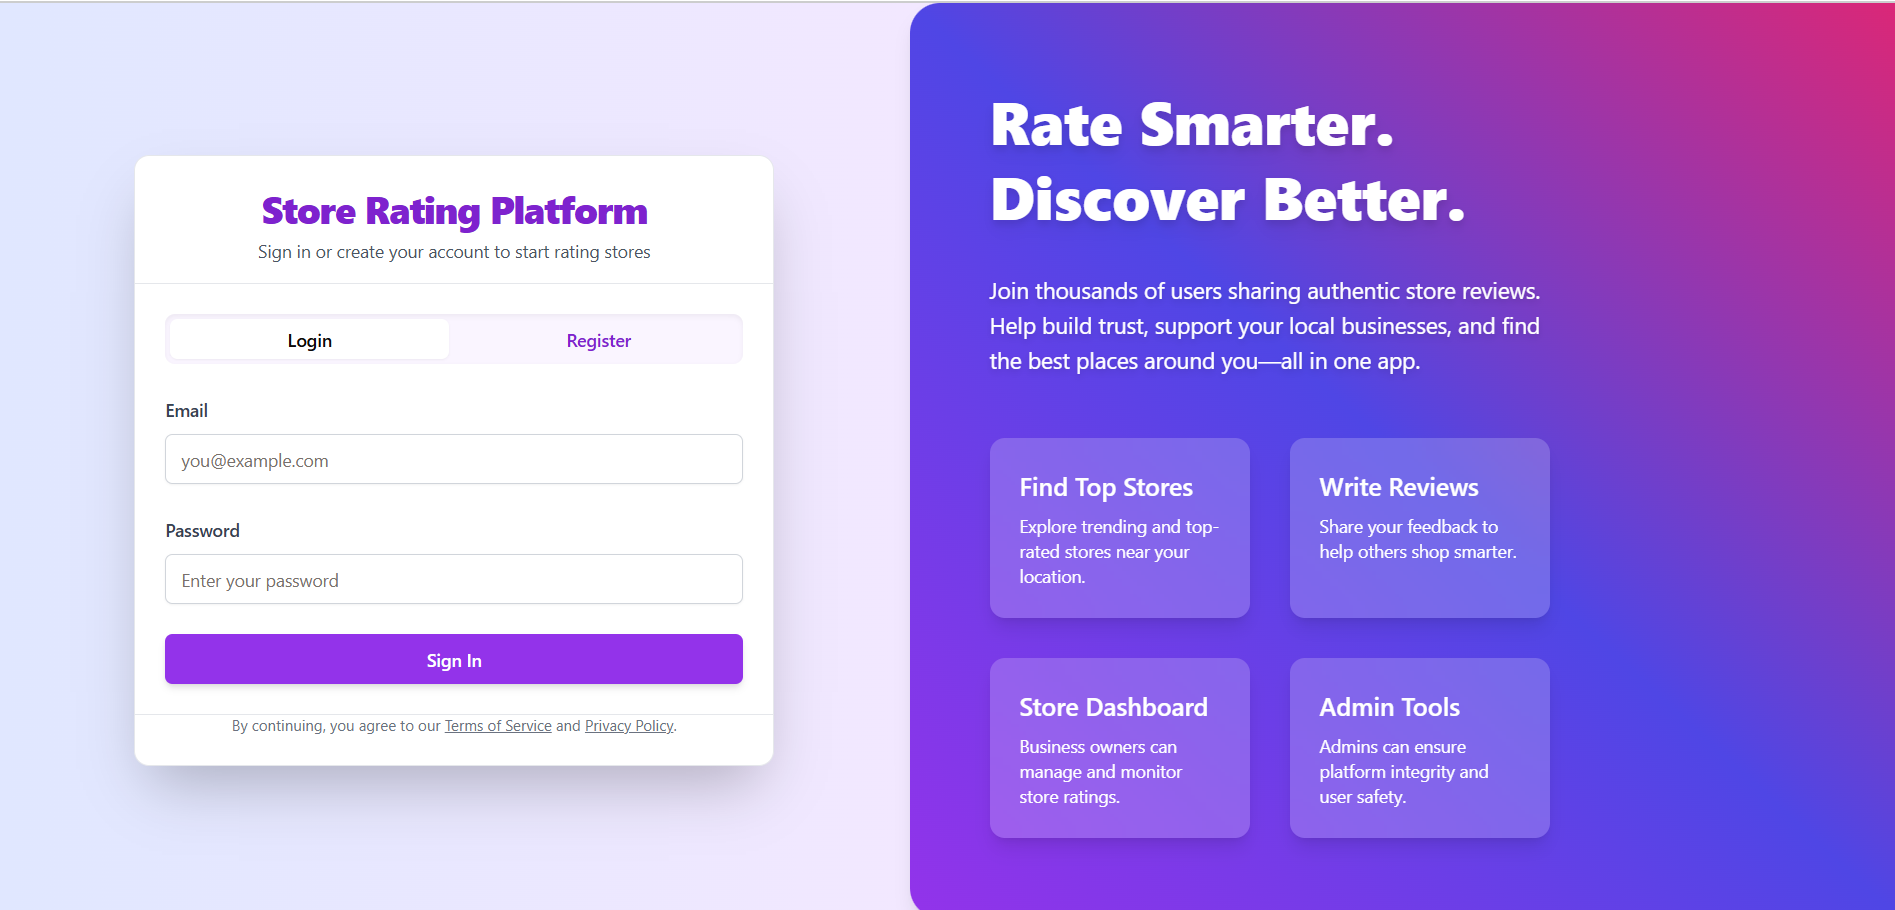 Store Rating Platform
Sign in or create your account to start rating stores
Login
Register
Email
you@example.com
Password
Enter your password
Sign In
By continuing, you agree to our Terms of Service and Privacy Policy.
Rate Smarter.
Discover Better.
Join thousands of users sharing authentic store reviews.
Help build trust, support your local businesses, and find
the best places around you—all in one app.
Find Top Stores
Explore trending and top-
rated stores near your
location.
Write Reviews
Share your feedback to
help others shop smarter.
Store Dashboard
Business owners can
manage and monitor
store ratings.
Admin Tools
Admins can ensure
platform integrity and
user safety.